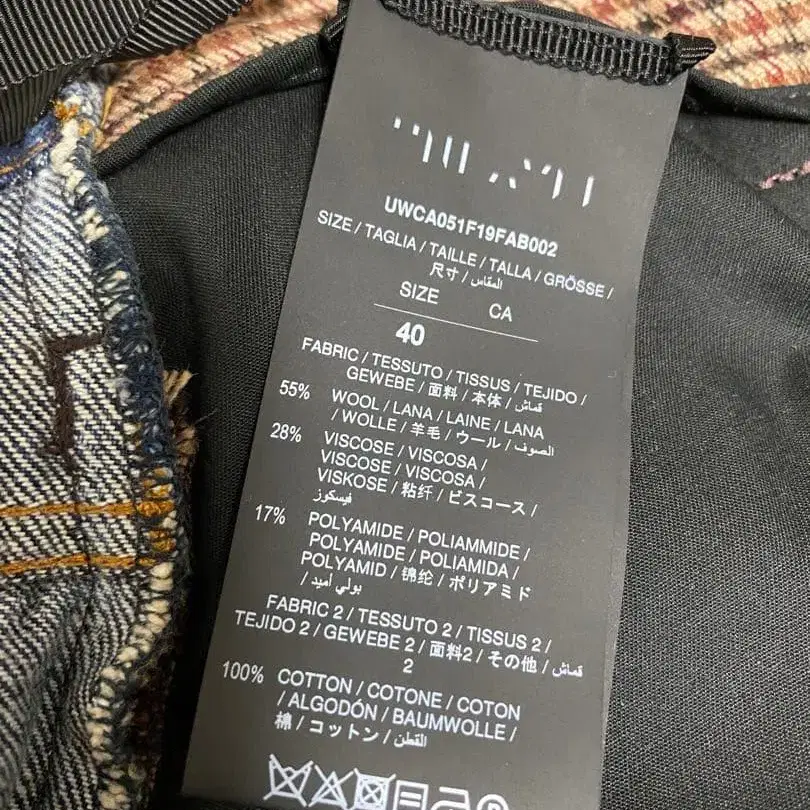 UWCA051F19FAB002
SIZE / TAGLIA / TAILLE / TALLA / GRÖSSE /
尺寸 / المقاس /
SIZE CA
40
FABRIC / TESSUTO / TISSUS / TEJIDO /
GEWEBE / 面料 / 本体 / قماش /
55% WOOL / LANA / LAINE / LANA
/ WOLLE / 羊毛 / ウール / الصوف /
28% VISCOSE / VISCOSA /
VISCOSE / VISCOSA /
VISKOSE / 粘纤 / ビスコース /
فيسكوز
17% POLYAMIDE / POLIAMMIDE /
POLYAMIDE / POLIAMIDA /
POLYAMID / 锦纶 / ポリアミド
/ بولي أميد /
FABRIC 2 / TESSUTO 2 / TISSUS 2 /
TEJIDO 2 / GEWEBE 2 / 面料2 / その他 / قماش
2
100% COTTON / COTONE / COTON
/ ALGODÓN / BAUMWOLLE /
棉 / コットン / القطن